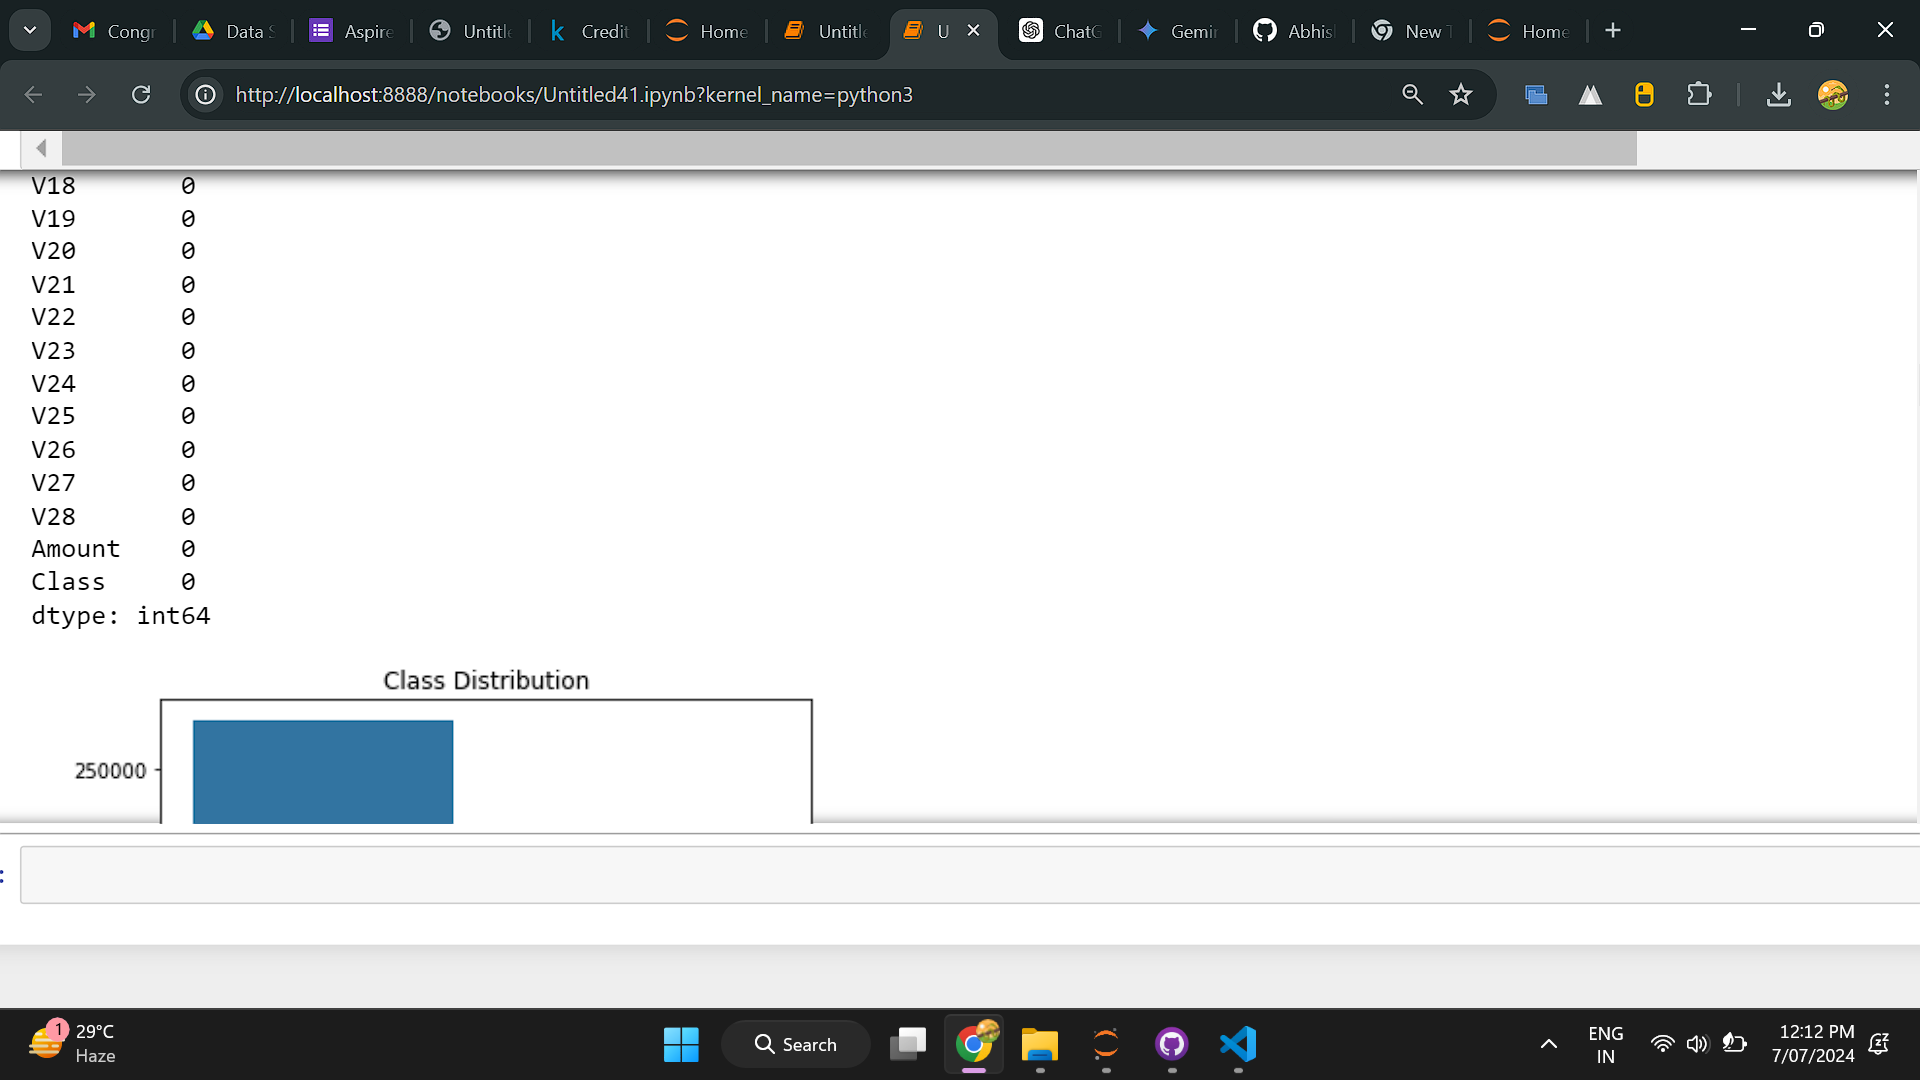 Congr
Data S
Aspire
Untitle
Credit
Home
Untitle
U
ChatG
Gemin
Abhis
New T
Home
http://localhost:8888/notebooks/Untitled41.ipynb?kernel_name=python3
V18 0
V19 0
V20 0
V21 0
V22 0
V23 0
V24 0
V25 0
V26 0
V27 0
V28 0
Amount 0
Class 0
dtype: int64
Class Distribution
250000
:
1
29°C
Haze
Search
ENG
IN
12:12 PM
7/07/2024